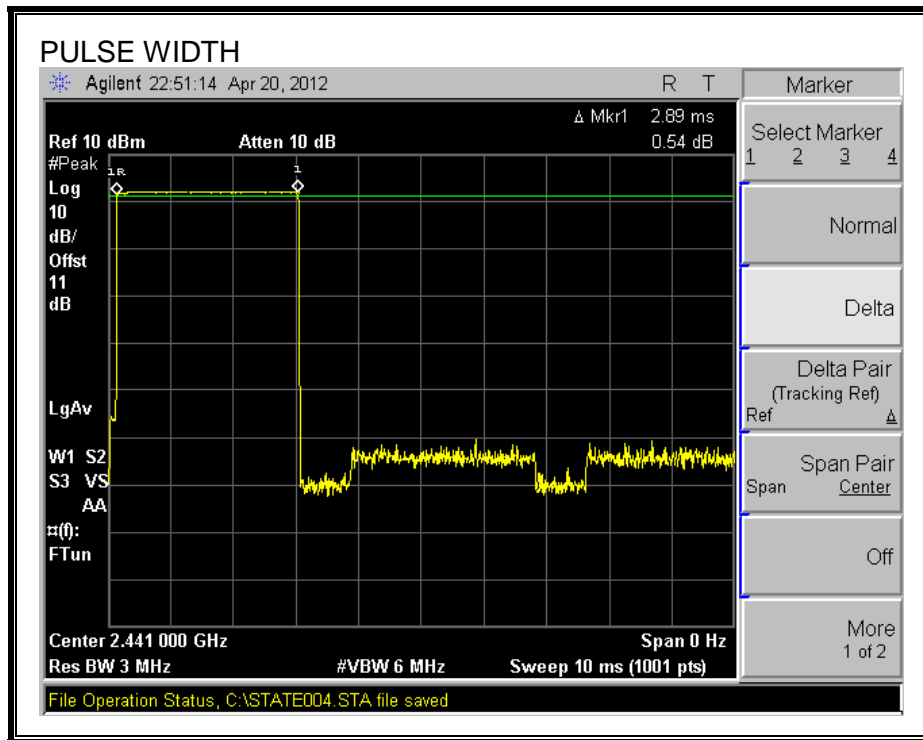 PULSE WIDTH
Agilent 22:51:14 Apr 20, 2012 R T
Δ Mkr1 2.89 ms
Ref 10 dBm Atten 10 dB 0.54 dB
#Peak
Log
10
dB/
Offst
11
dB
1R
1
LgAv
W1 S2
S3 VS
AA
¤(f):
FTun
Center 2.441 000 GHz Span 0 Hz
Res BW 3 MHz #VBW 6 MHz Sweep 10 ms (1001 pts)
File Operation Status, C:\STATE004.STA file saved
Marker
Select Marker
1 2 3 4
Normal
Delta
Delta Pair
(Tracking Ref)
Ref Δ
Span Pair
Span Center
Off
More
1 of 2